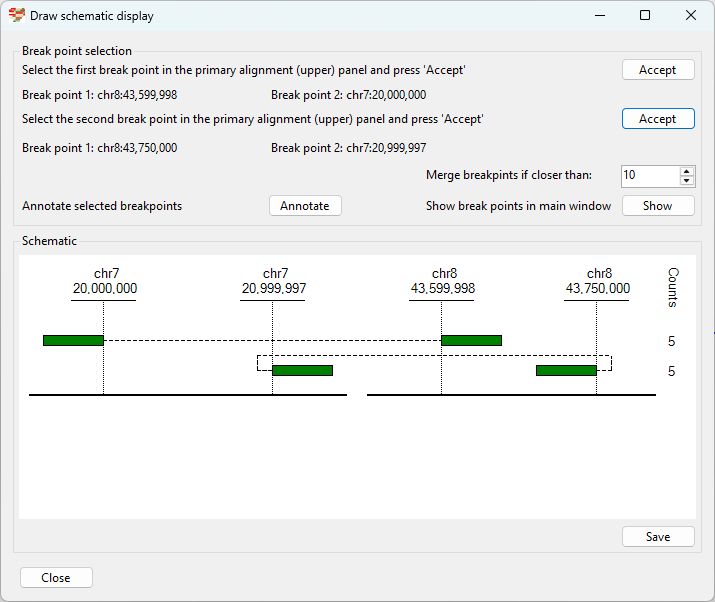 Draw schematic display
Break point selection
Select the first break point in the primary alignment (upper) panel and press 'Accept'
Accept
Break point 1: chr8:43,599,998 Break point 2: chr7:20,000,000
Select the second break point in the primary alignment (upper) panel and press 'Accept'
Accept
Break point 1: chr8:43,750,000 Break point 2: chr7:20,999,997
Merge breakpints if closer than: 10
Annotate selected breakpoints Annotate Show break points in main window Show
Schematic
chr7 chr7 chr8 chr8
20,000,000 20,999,997 43,599,998 43,750,000
Counts
5
5
Save
Close